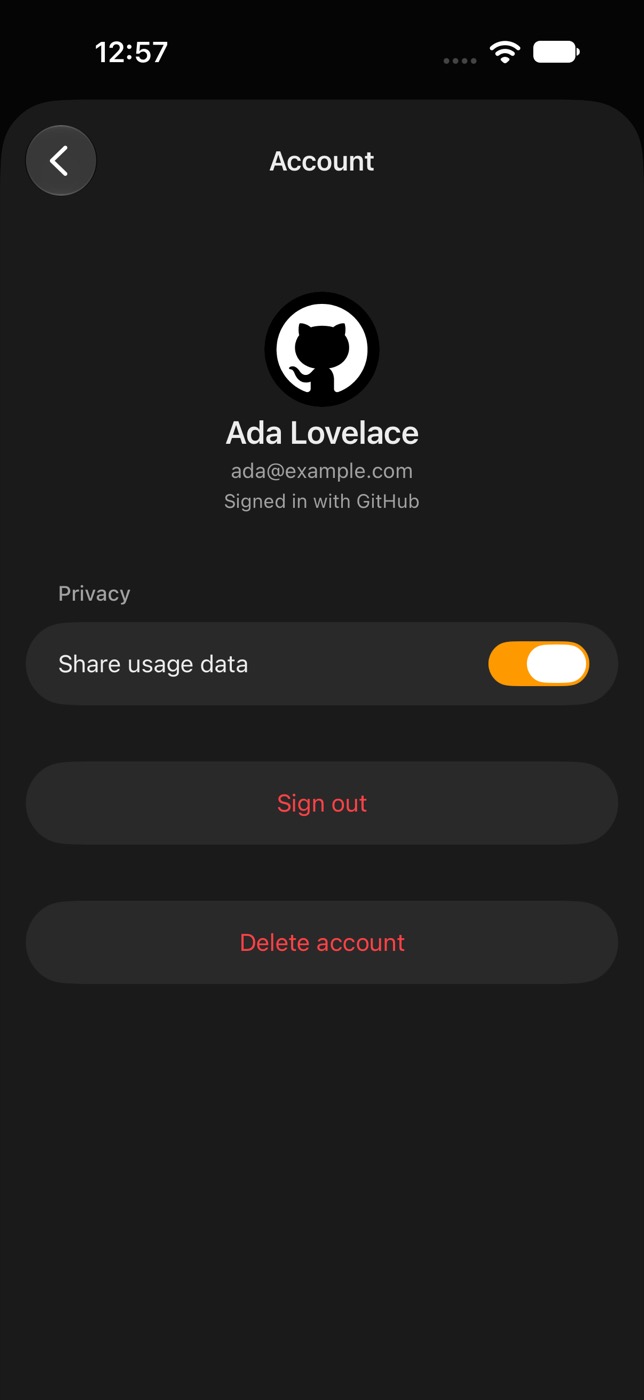 12:57
Account
Ada Lovelace
ada@example.com
Signed in with GitHub
Privacy
Share usage data
Sign out
Delete account